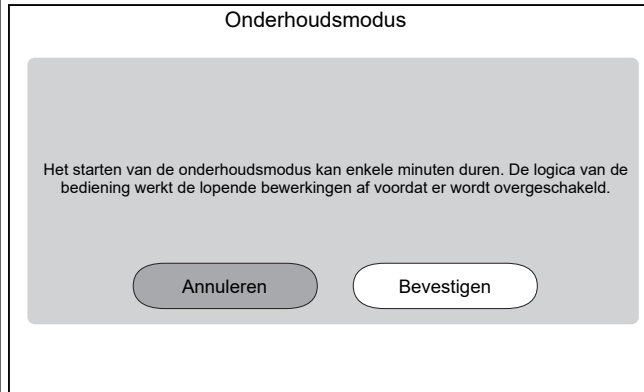 Onderhoudsmodus
Het starten van de onderhoudsmodus kan enkele minuten duren. De logica van de
bediening werkt de lopende bewerkingen af voordat er wordt overgeschakeld.
Annuleren
Bevestigen